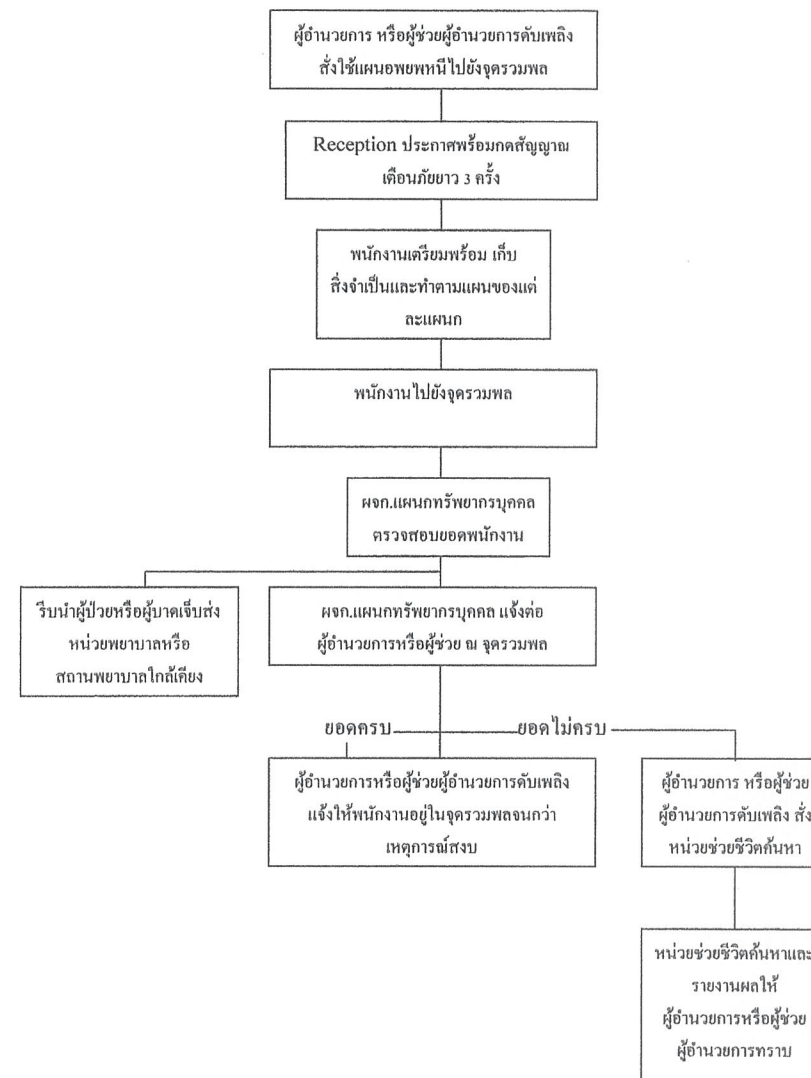 ผู้อำนวยการ หรือผู้ช่วยผู้อำนวยการดับเพลิง
สั่งใช้แผนอพยพหนีไปยังจุดรวมพล
Reception ประกาศพร้อมกดสัญญาณ
เตือนภัยยาว 3 ครั้ง
พนักงานเตรียมพร้อม เก็บ
สิ่งจำเป็นและทำตามแผนของแต่
ละแผนก
พนักงานไปยังจุดรวมพล
ผจก.แผนกทรัพยากรบุคคล
ตรวจสอบยอดพนักงาน
รีบนำผู้ป่วยหรือผู้บาดเจ็บส่ง
หน่วยพยาบาลหรือ
สถานพยาบาลใกล้เคียง
ผจก.แผนกทรัพยากรบุคคล แจ้งต่อ
ผู้อำนวยการหรือผู้ช่วย ณ จุดรวมพล
ยอดครบ
ยอดไม่ครบ
ผู้อำนวยการหรือผู้ช่วยผู้อำนวยการดับเพลิง
แจ้งให้พนักงานอยู่ในจุดรวมพลจนกว่า
เหตุการณ์สงบ
ผู้อำนวยการ หรือผู้ช่วย
ผู้อำนวยการดับเพลิง สั่ง
หน่วยช่วยชีวิตค้นหา
หน่วยช่วยชีวิตค้นหาและ
รายงานผลให้
ผู้อำนวยการหรือผู้ช่วย
ผู้อำนวยการทราบ